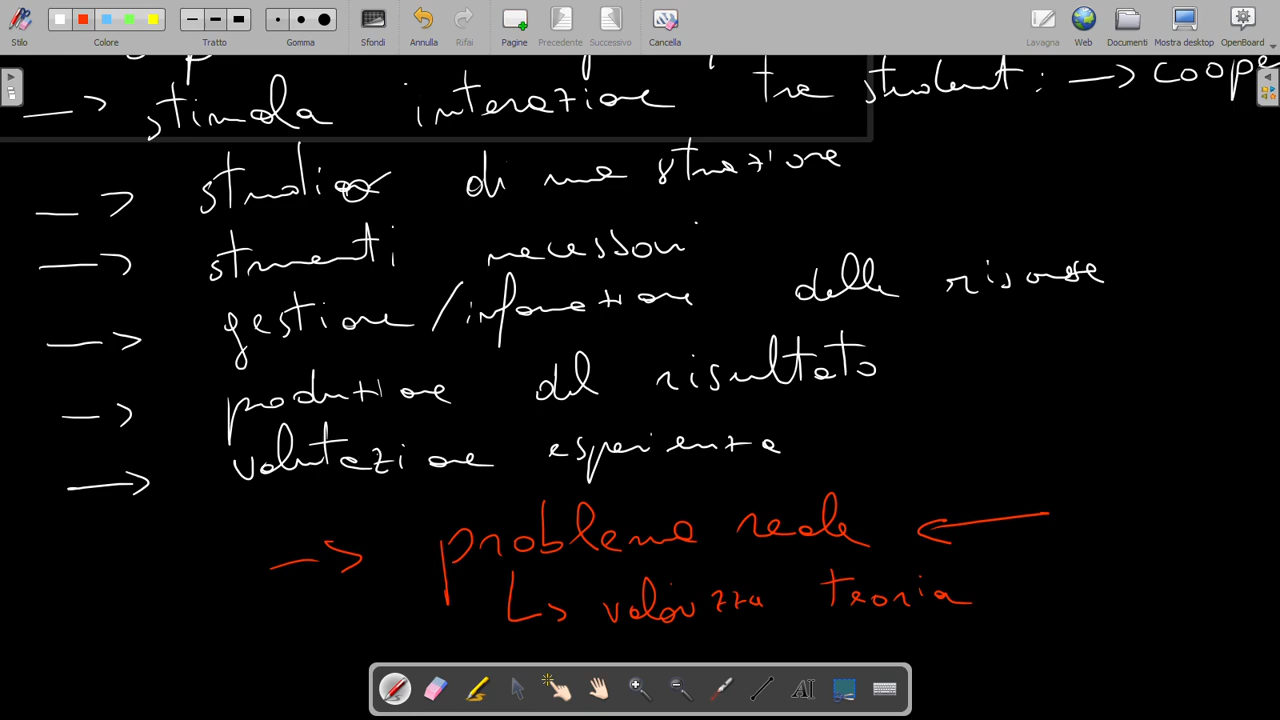 Stilo Colore Tratto Gomma Sfondi Annulla Rifai Pagine Precedente Successivo Cancella Lavagna Web Documenti Mostra desktop OpenBoard
→ stimola interazione tra studenti: → coope
→ studio di una situazione
→ strumenti necessari
→ gestione/informazione delle risorse
→ produzione del risultato
→ valutazione esperienza
→ problema reale ←
↳ valorizza teoria